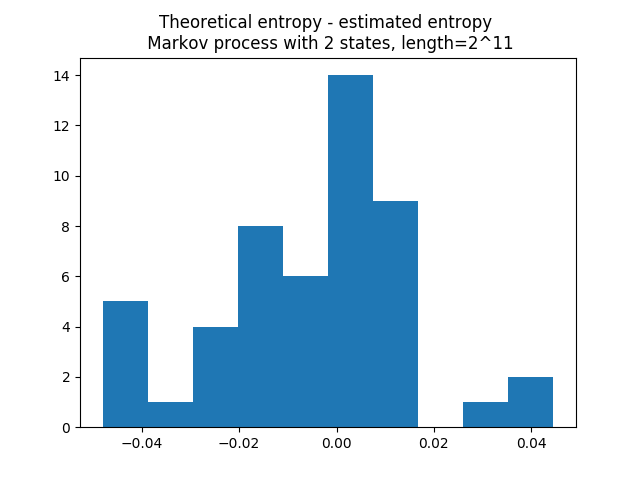 Theoretical entropy - estimated entropy
Markov process with 2 states, length=2^11
14
12
10
8
6
4
2
0
−0.04 −0.02 0.00 0.02 0.04